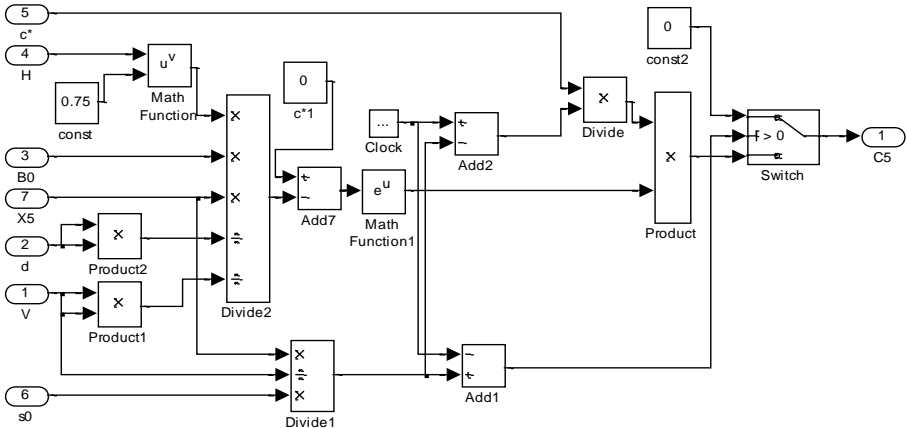 5
c*
4
H
u^v
Math
Function
0.75
const
0
c*1
3
B0
7
X5
2
d
×
Product2
1
V
×
Product1
×
×
×
÷
÷
Divide2
+
−
Add7
e^u
Math
Function1
...
Clock
+
−
Add2
×
Divide
0
const2
×
Product
> 0
Switch
1
C5
6
s0
×
÷
×
Divide1
−
+
Add1